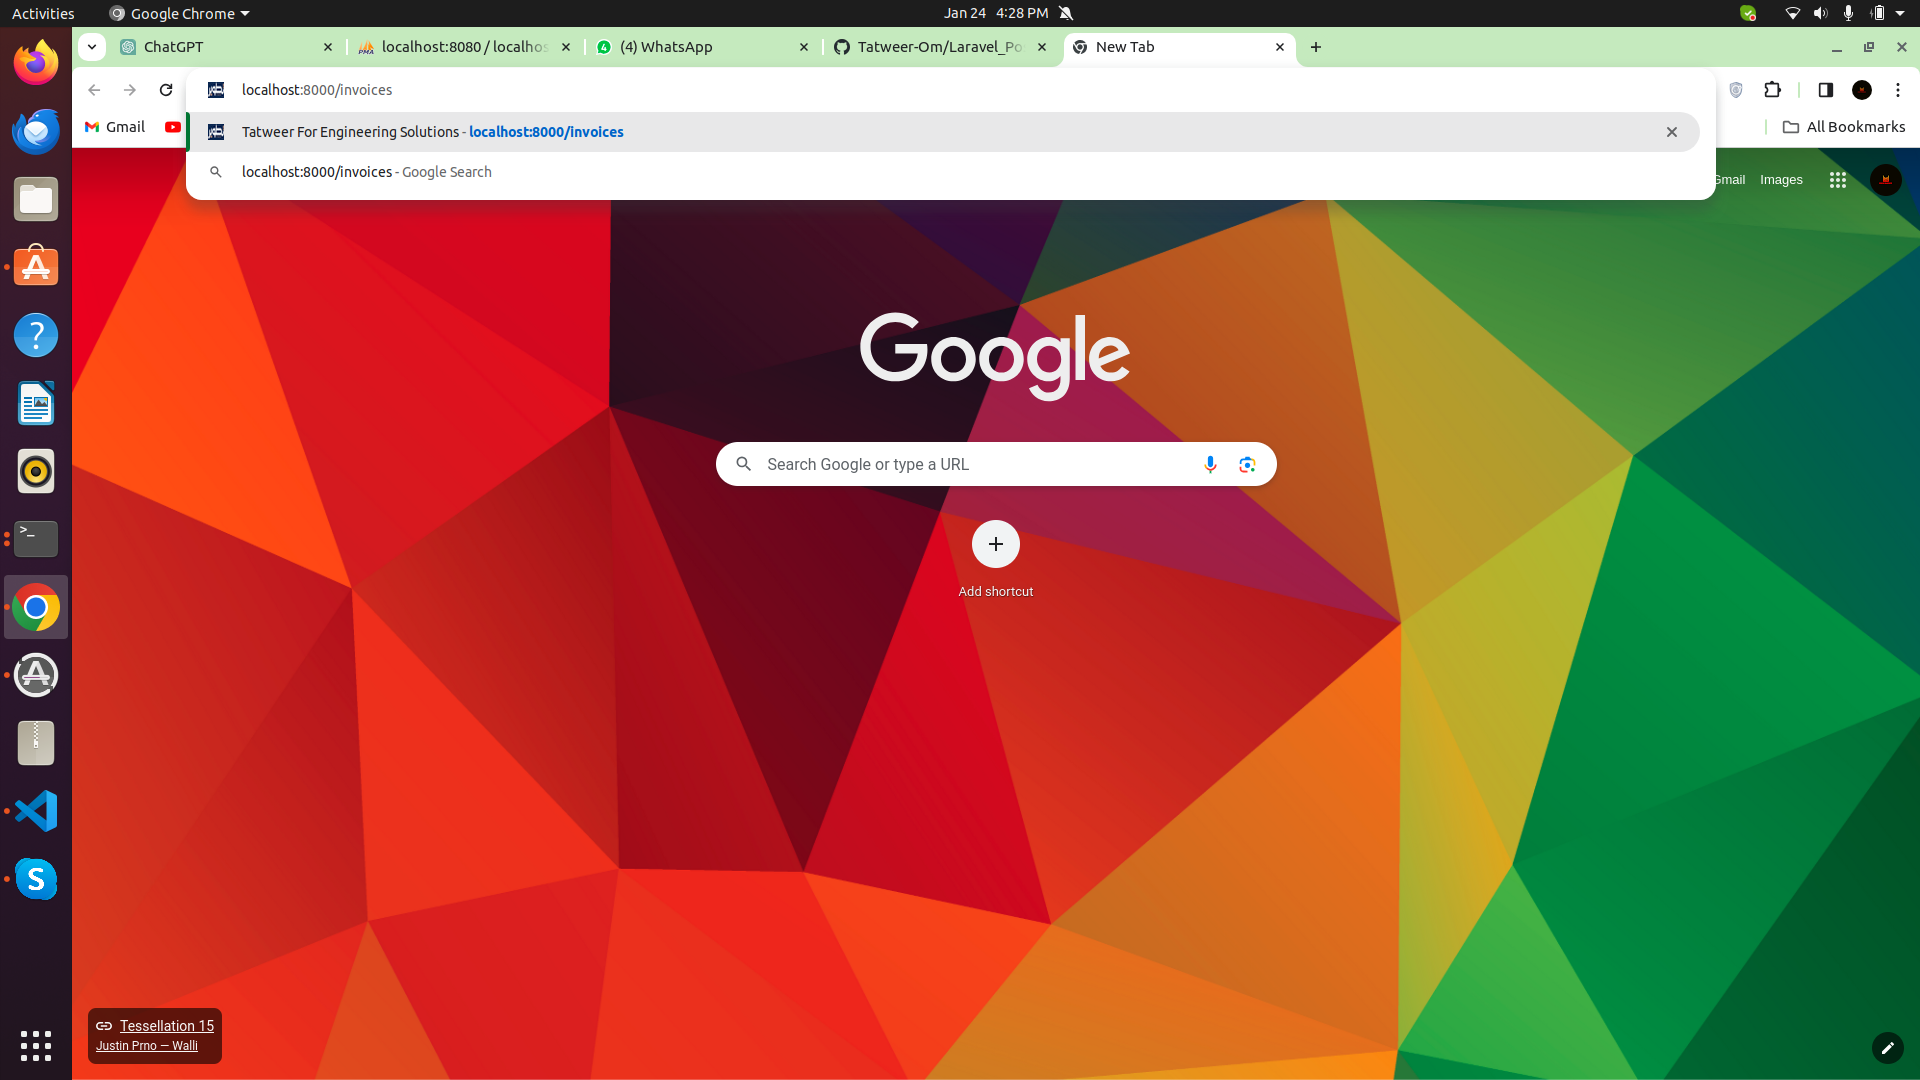 Activities
Google Chrome
Jan 24 4:28 PM
ChatGPT
localhost:8080 / localhos
4
(4) WhatsApp
Tatweer-Om/Laravel_Po
New Tab
localhost:8000/invoices
Tatweer For Engineering Solutions - localhost:8000/invoices
localhost:8000/invoices - Google Search
Gmail
All Bookmarks
Gmail
Images
Google
Search Google or type a URL
Add shortcut
Tessellation 15
Justin Prno — Walli